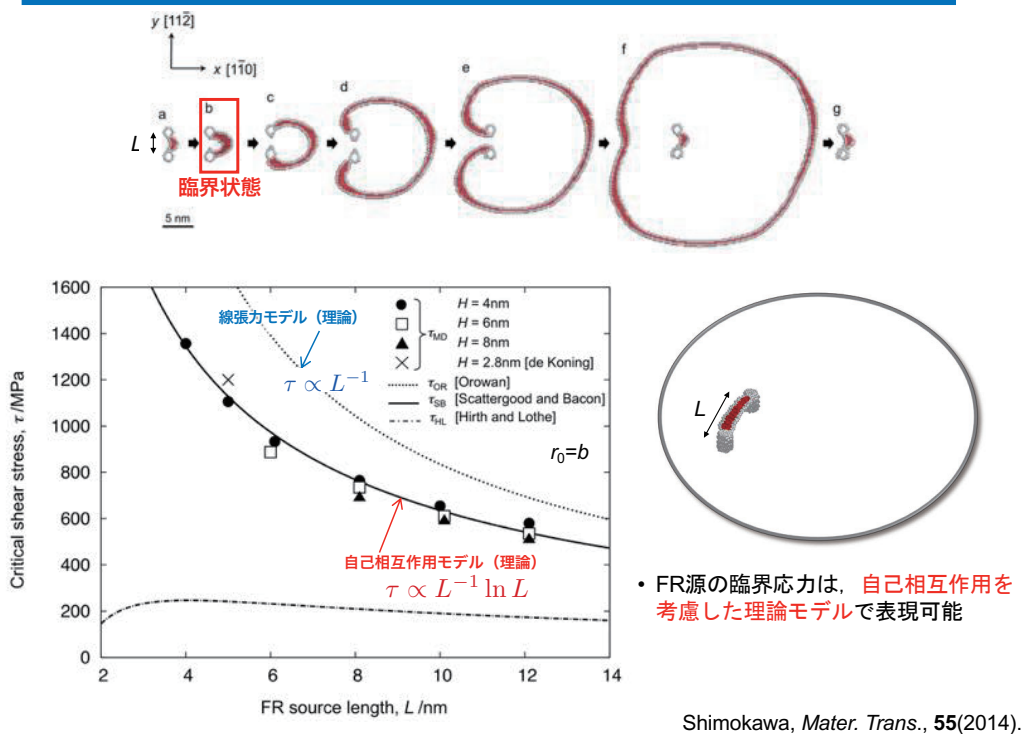 y [11$\bar{2}$]
x [1$\bar{1}$0]
a
b
c
d
e
f
g
L
臨界状態
5 nm
1600
1400
1200
1000
800
600
400
200
0
2
4
6
8
10
12
14
Critical shear stress, τ /MPa
FR source length, L /nm
線張力モデル（理論）
τ ∝ L⁻¹
τMD
H = 4nm
H = 6nm
H = 8nm
H = 2.8nm [de Koning]
τOR [Orowan]
τSB [Scattergood and Bacon]
τHL [Hirth and Lothe]
r₀=b
自己相互作用モデル（理論）
τ ∝ L⁻¹ ln L
L
• FR源の臨界応力は，自己相互作用を
考慮した理論モデルで表現可能
Shimokawa, Mater. Trans., 55(2014).